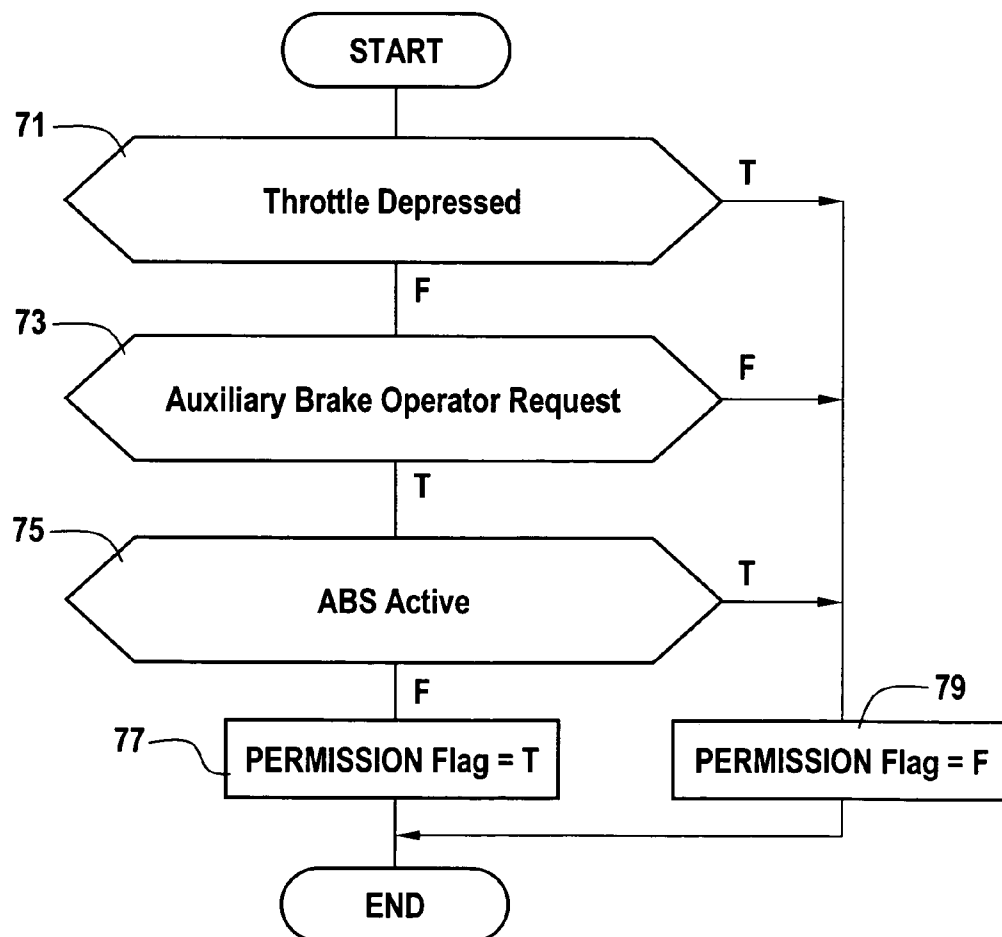 START
71
Throttle Depressed
T
F
73
Auxiliary Brake Operator Request
F
T
75
ABS Active
T
F
77
PERMISSION Flag = T
79
PERMISSION Flag = F
END